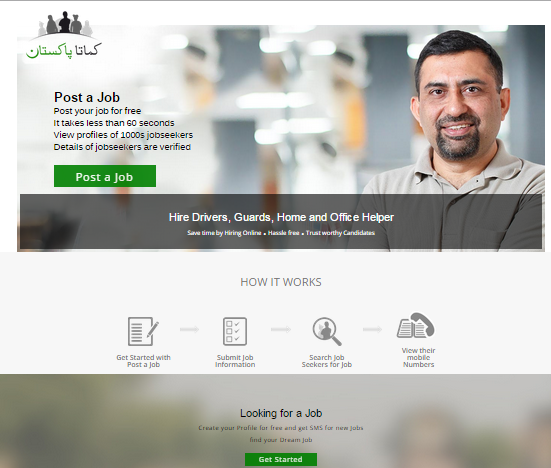 کماتا پاکستان
Post a Job
Post your job for free
It takes less than 60 seconds
View profiles of 1000s jobseekers
Details of jobseekers are verified
Post a Job
Hire Drivers, Guards, Home and Office Helper
Save time by Hiring Online • Hassle free • Trust worthy Candidates
HOW IT WORKS
Get Started with
Post a Job
Submit Job
Information
Search Job
Seekers for Job
View their
mobile
Numbers
Looking for a Job
Create your Profile for free and get SMS for new Jobs
find your Dream Job
Get Started